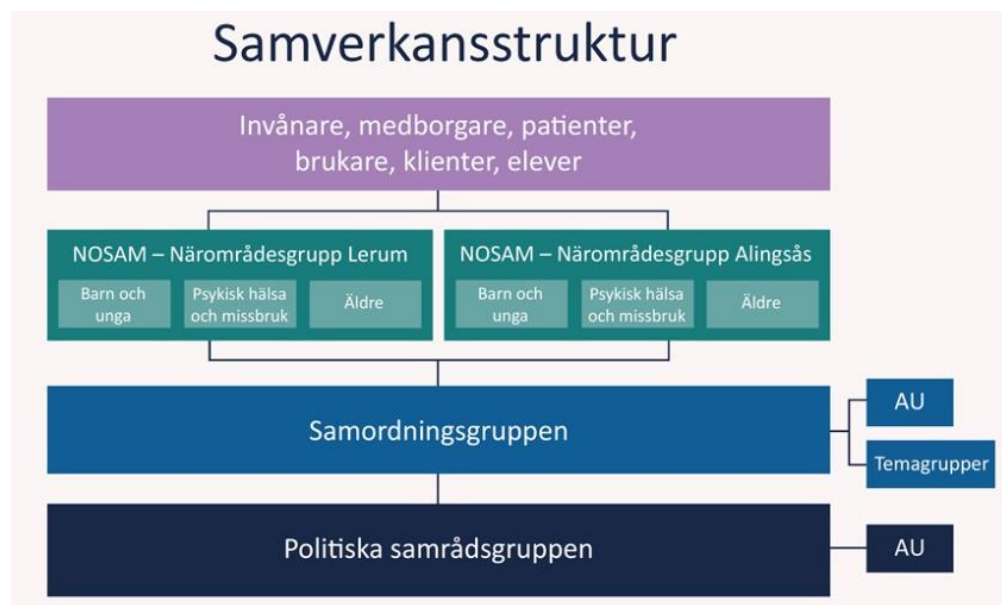 Samverkansstruktur
Invånare, medborgare, patienter,
brukare, klienter, elever
NOSAM – Närområdesgrupp Lerum
Barn och
unga
Psykisk hälsa
och missbruk
Äldre
NOSAM – Närområdesgrupp Alingsås
Barn och
unga
Psykisk hälsa
och missbruk
Äldre
Samordningsgruppen
AU
Temagrupper
Politiska samrådsgruppen
AU